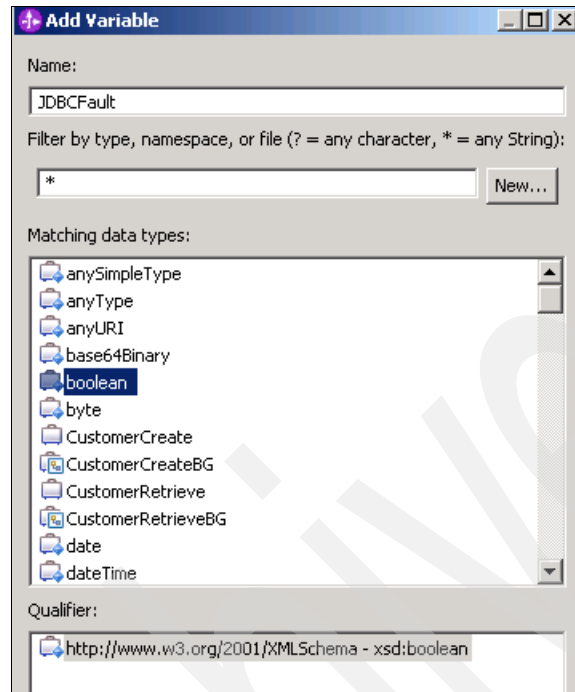 Add Variable
Name:
JDBCFault
Filter by type, namespace, or file (? = any character, * = any String):
*
New...
Matching data types:
anySimpleType
anyType
anyURI
base64Binary
boolean
byte
CustomerCreate
CustomerCreateBG
CustomerRetrieve
CustomerRetrieveBG
date
dateTime
Qualifier:
http://www.w3.org/2001/XMLSchema - xsd:boolean